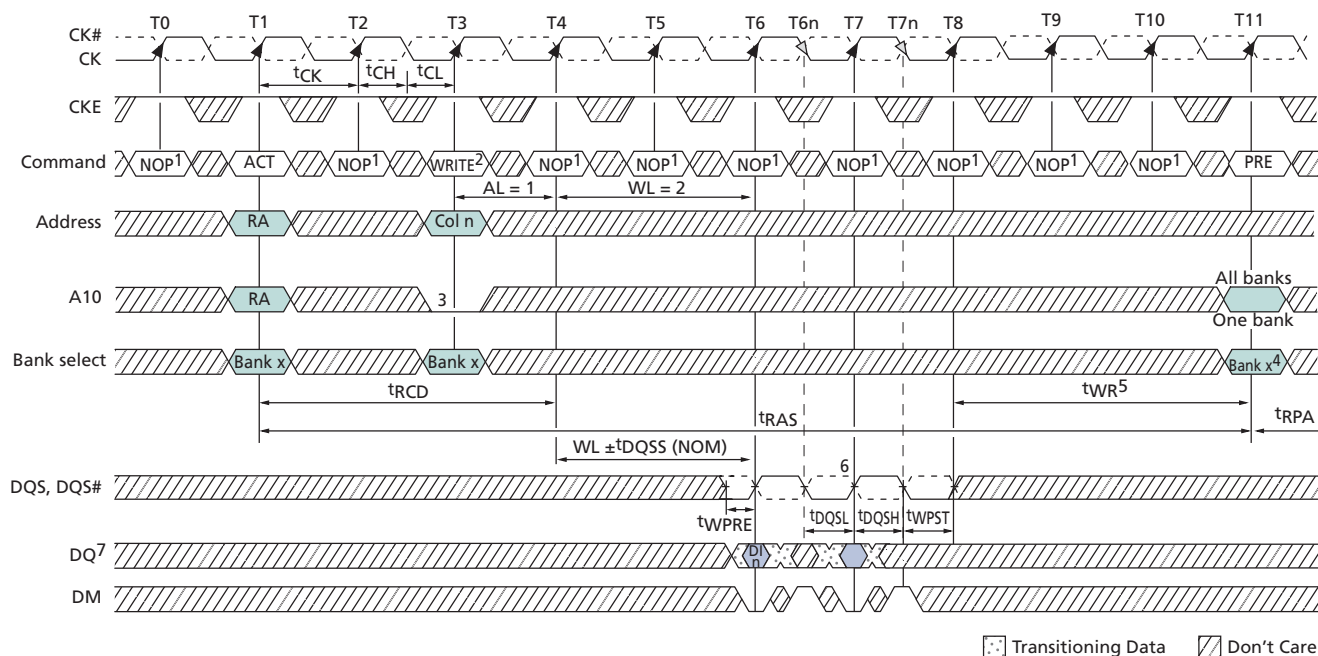 T0 T1 T2 T3 T4 T5 T6 T6n T7 T7n T8 T9 T10 T11
CK#
CK
tCK tCH tCL
CKE
Command NOP1 ACT NOP1 WRITE2 NOP1 NOP1 NOP1 NOP1 NOP1 NOP1 NOP1 PRE
AL = 1 WL = 2
Address RA Col n
All banks
A10 RA 3
One bank
Bank select Bank x Bank x Bank x4
tRCD tWR5
tRAS tRPA
WL ±tDQSS (NOM)
6
DQS, DQS#
tWPRE tDQSL tDQSH tWPST
DQ7 DI n
DM
Transitioning Data Don't Care